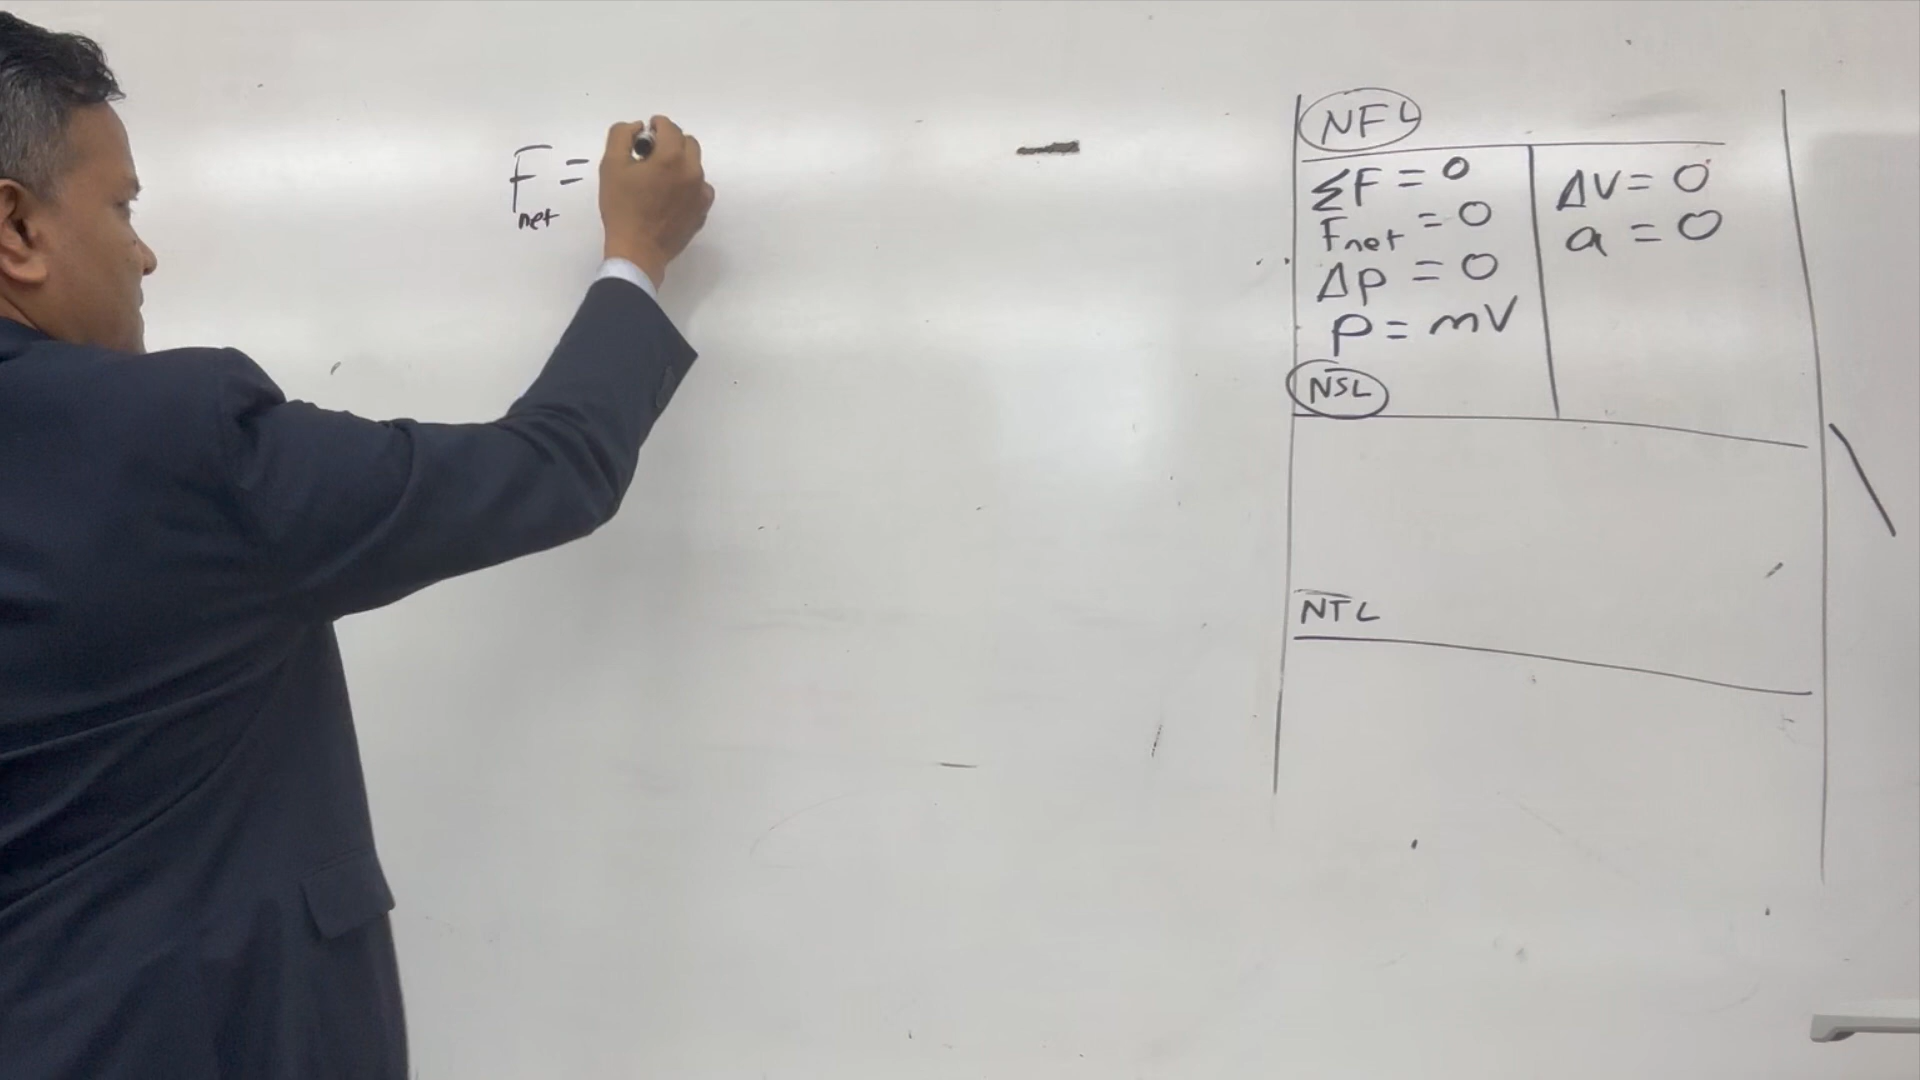 F =
net
NFL
ΣF = 0
Fnet = 0
Δp = 0
p = mv
Δv = 0
a = 0
NSL
NTL